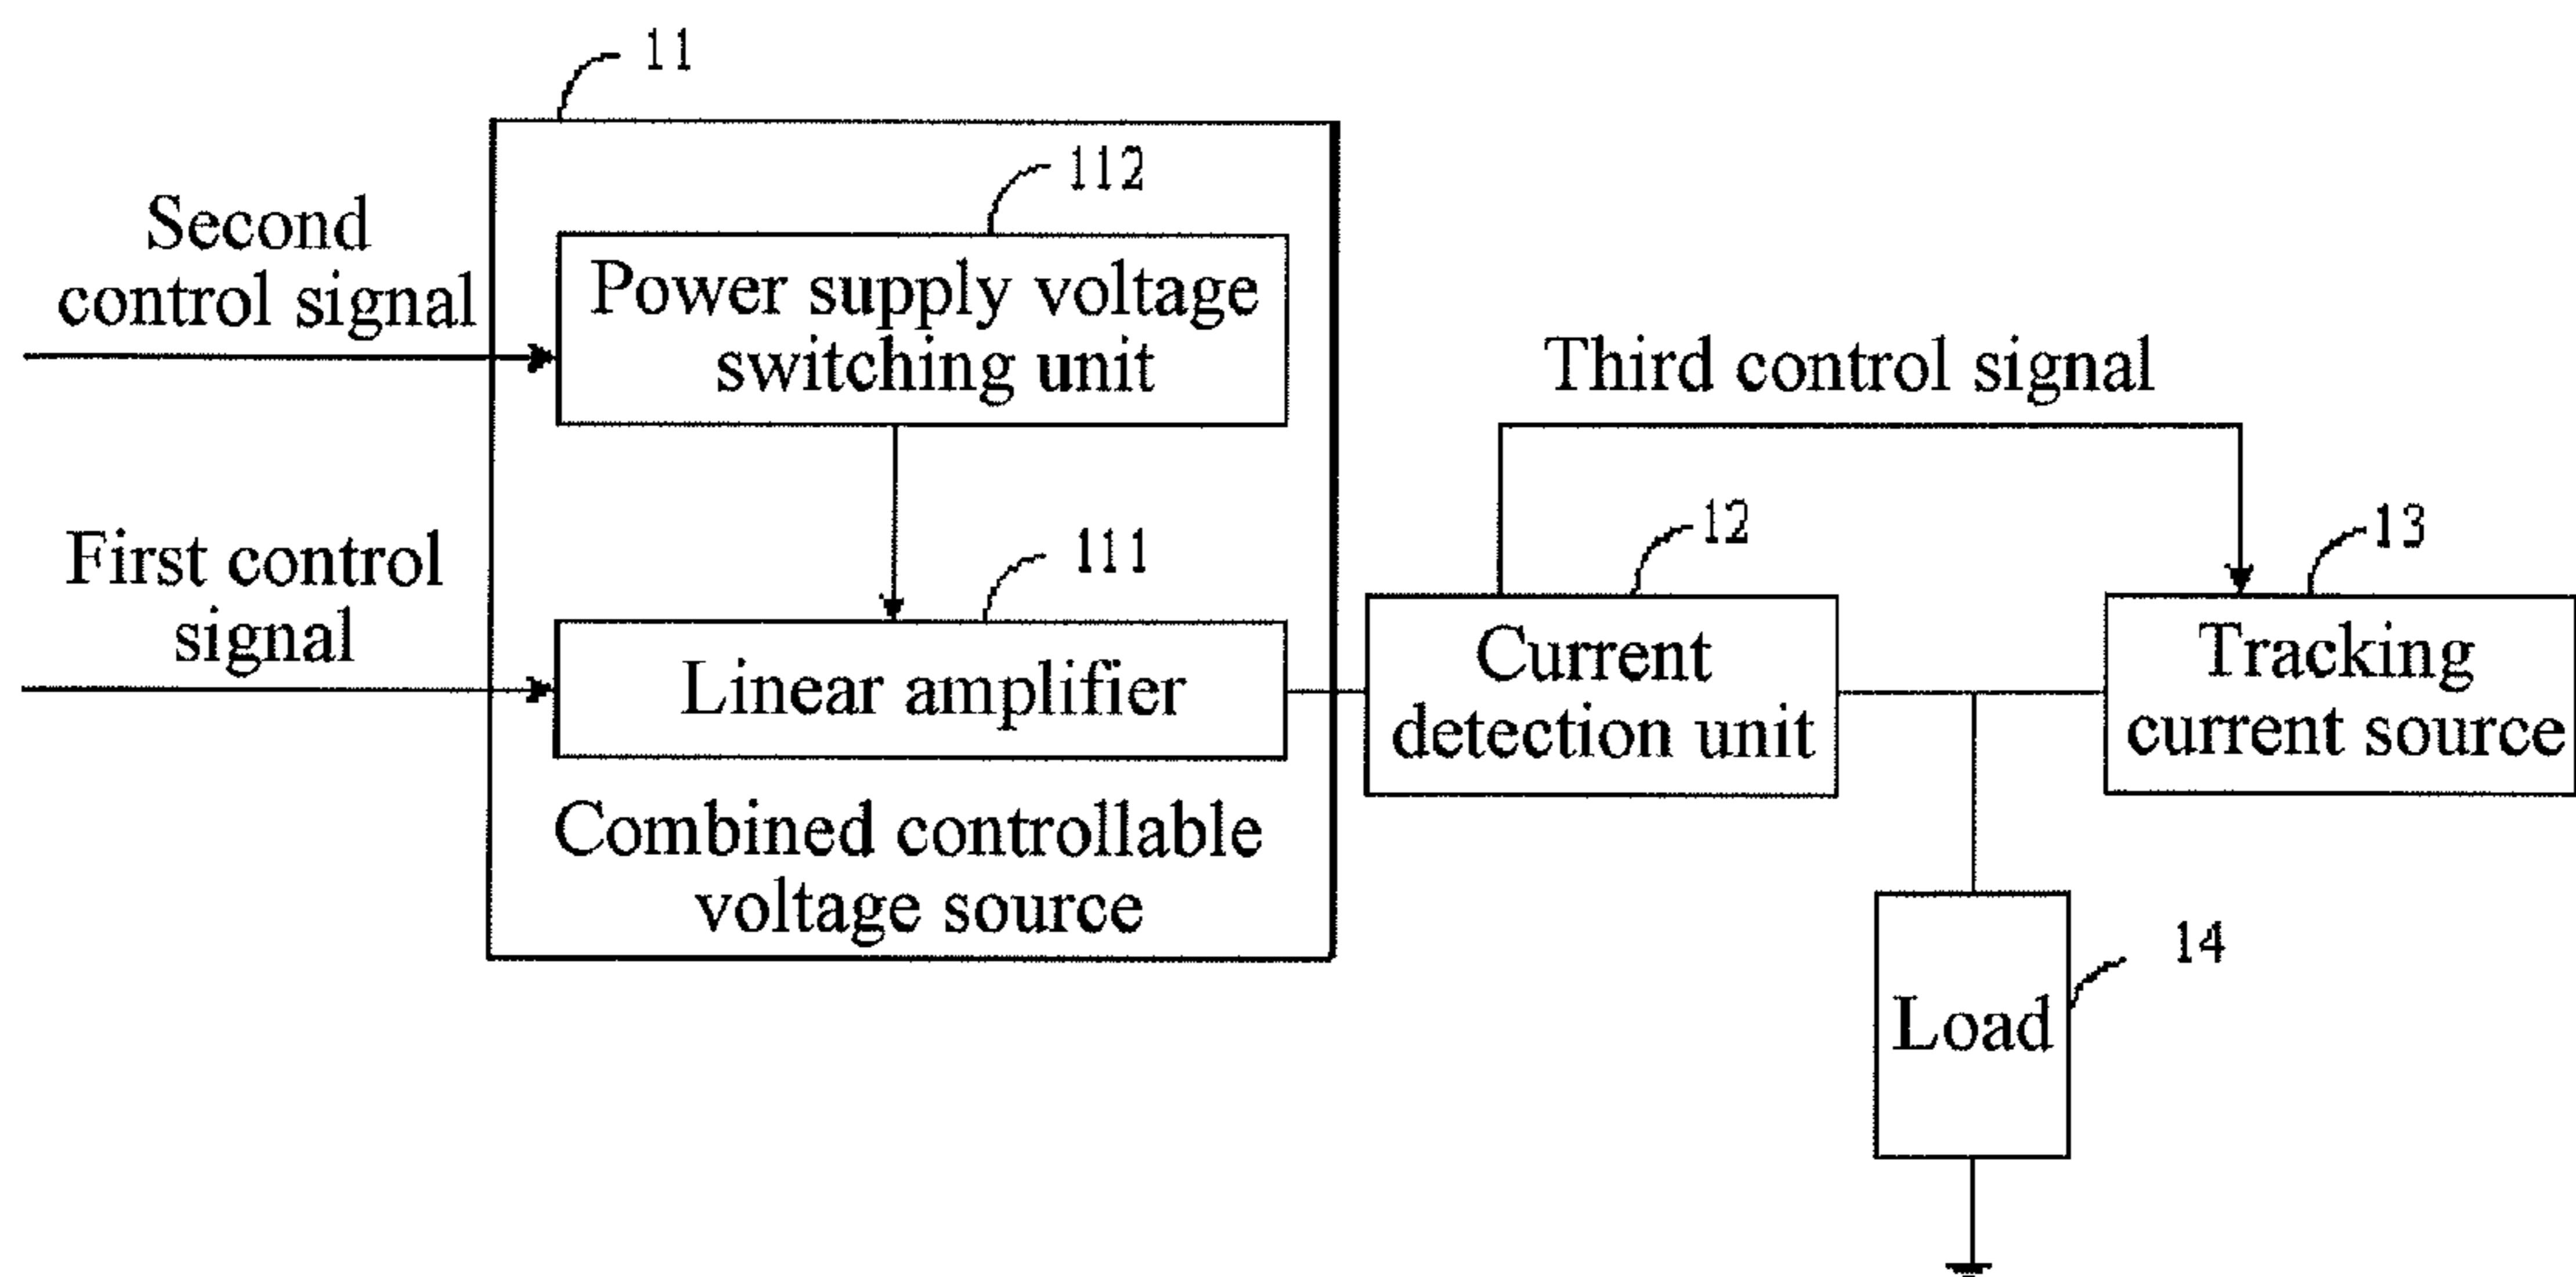 11
112
Second
control signal
Power supply voltage
switching unit
Third control signal
First control
signal
111
12
13
Linear amplifier
Current
detection unit
Tracking
current source
Combined controllable
voltage source
14
Load